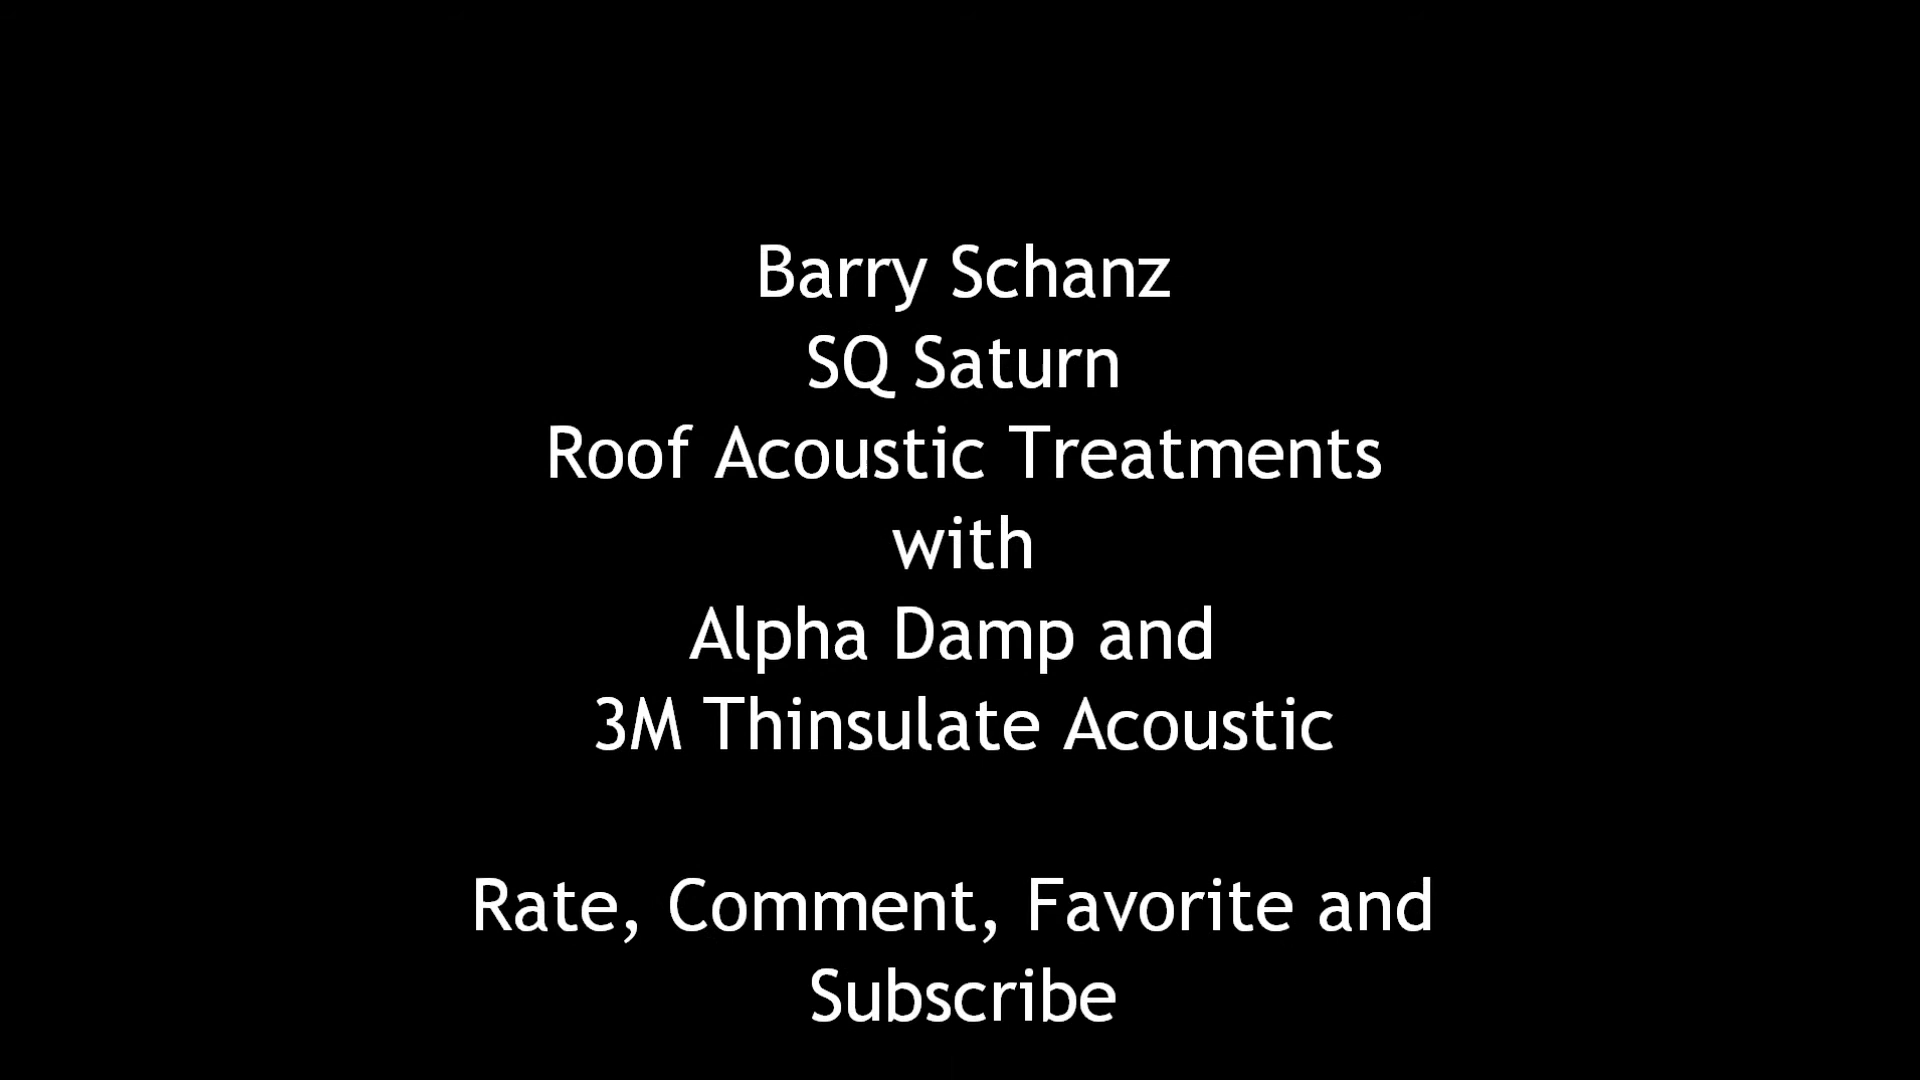 Barry Schanz
SQ Saturn
Roof Acoustic Treatments
with
Alpha Damp and
3M Thinsulate Acoustic
Rate, Comment, Favorite and
Subscribe